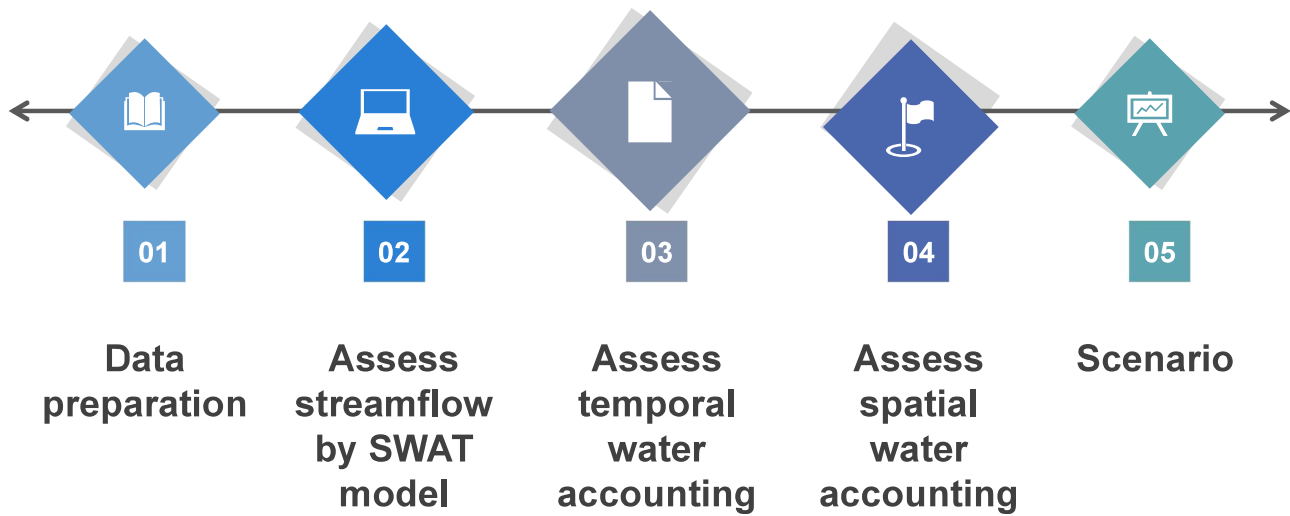 01
02
03
04
05
Data
preparation
Assess
streamflow
by SWAT
model
Assess
temporal
water
accounting
Assess
spatial
water
accounting
Scenario